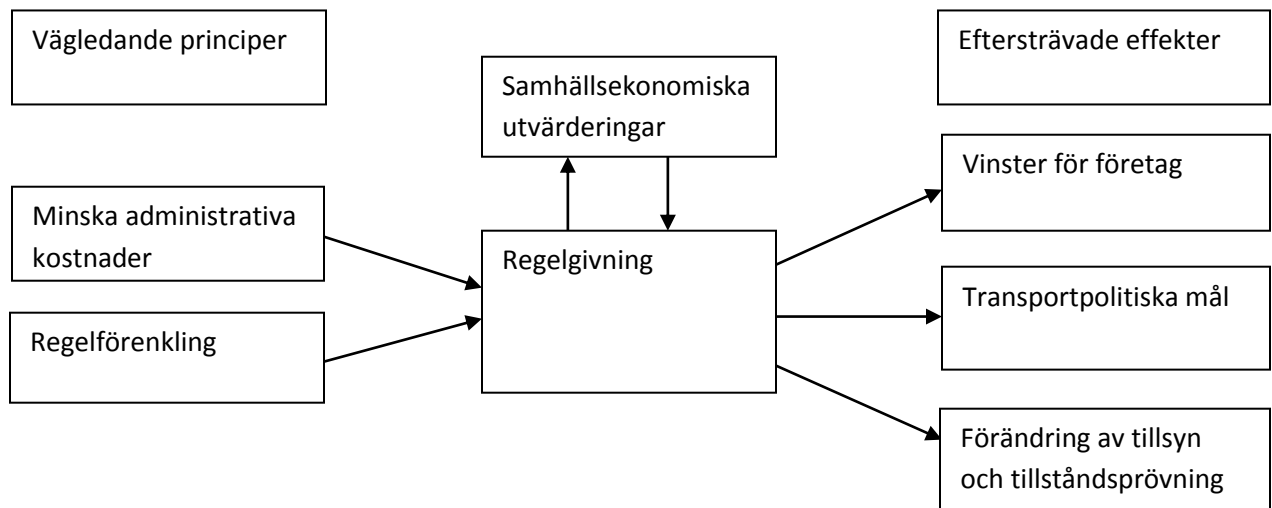 Vägledande principer
Eftersträvade effekter
Samhällsekonomiska
utvärderingar
Vinster för företag
Minska administrativa
kostnader
Regelgivning
Transportpolitiska mål
Regelförenkling
Förändring av tillsyn
och tillståndsprövning